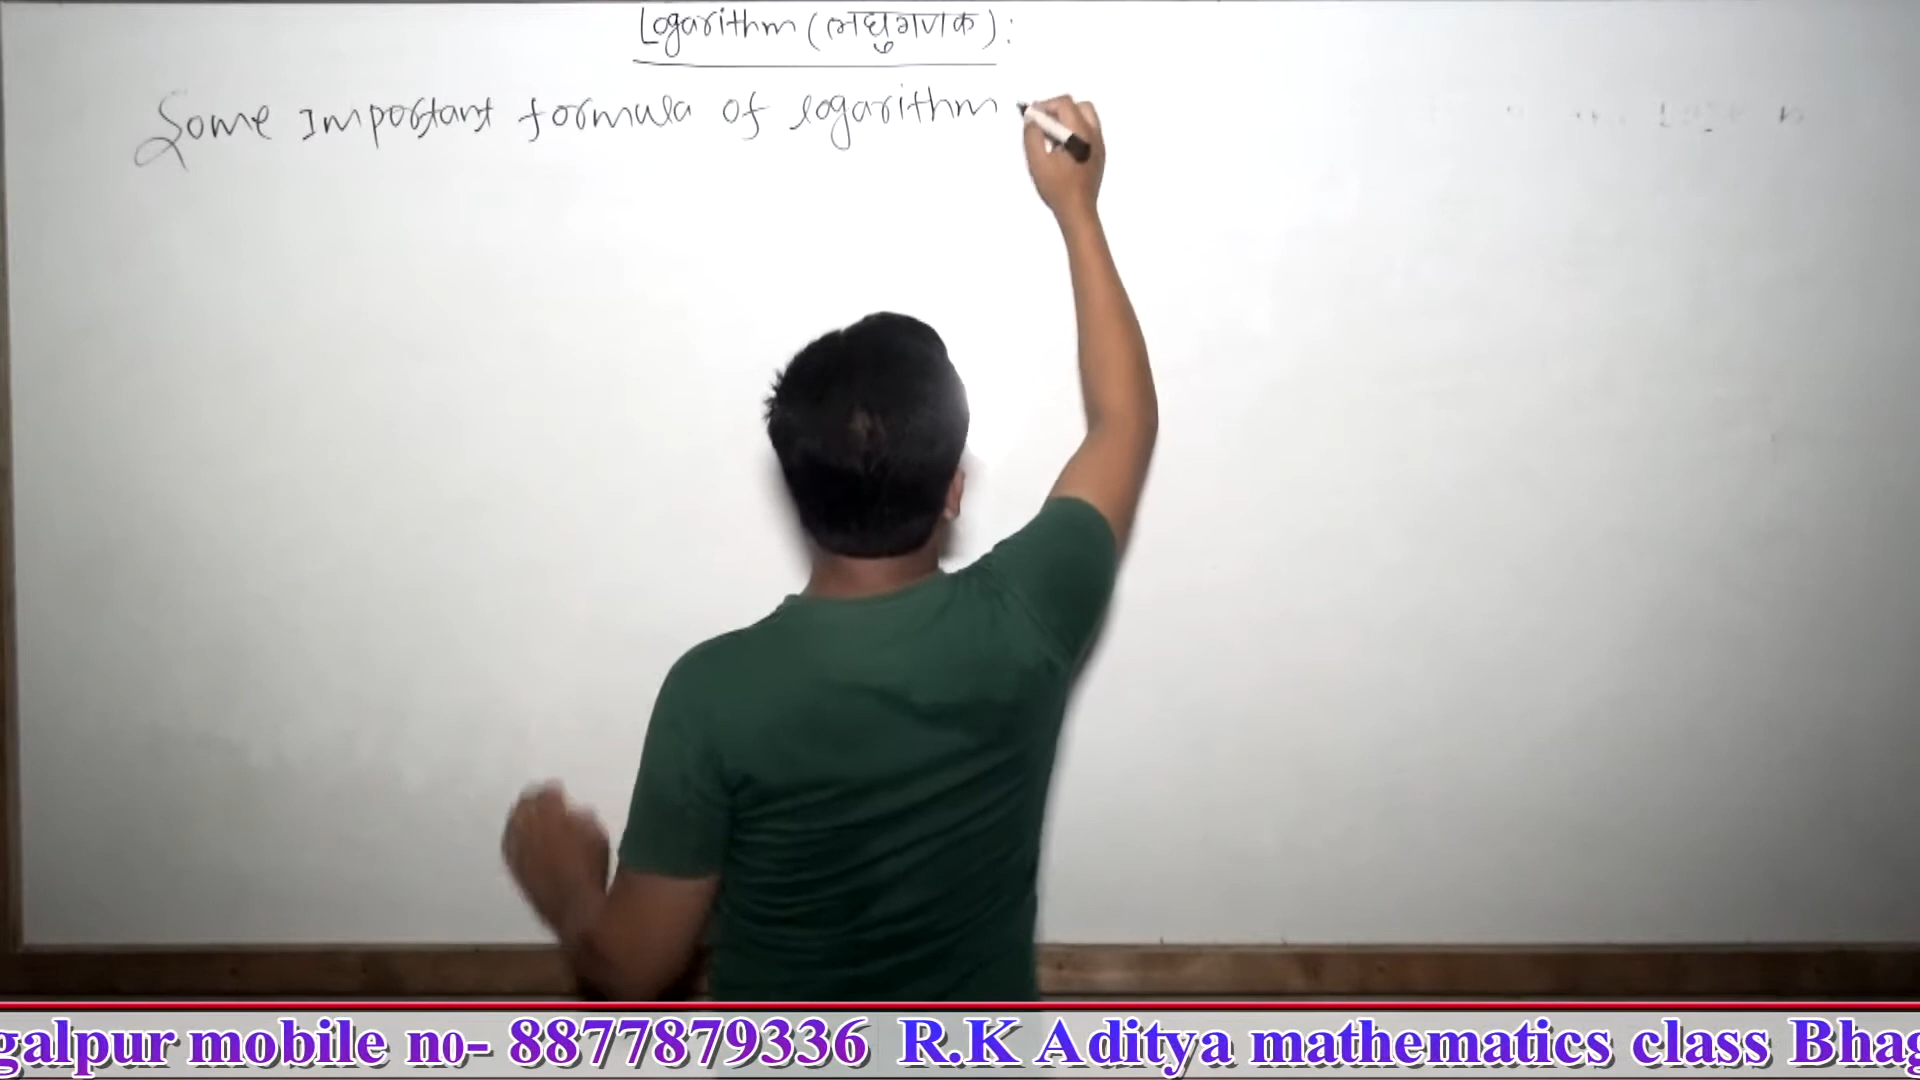 Logarithm (लघुगणक) :
Some Important formula of logarithm
galpur mobile no- 8877879336 R.K Aditya mathematics class Bhag